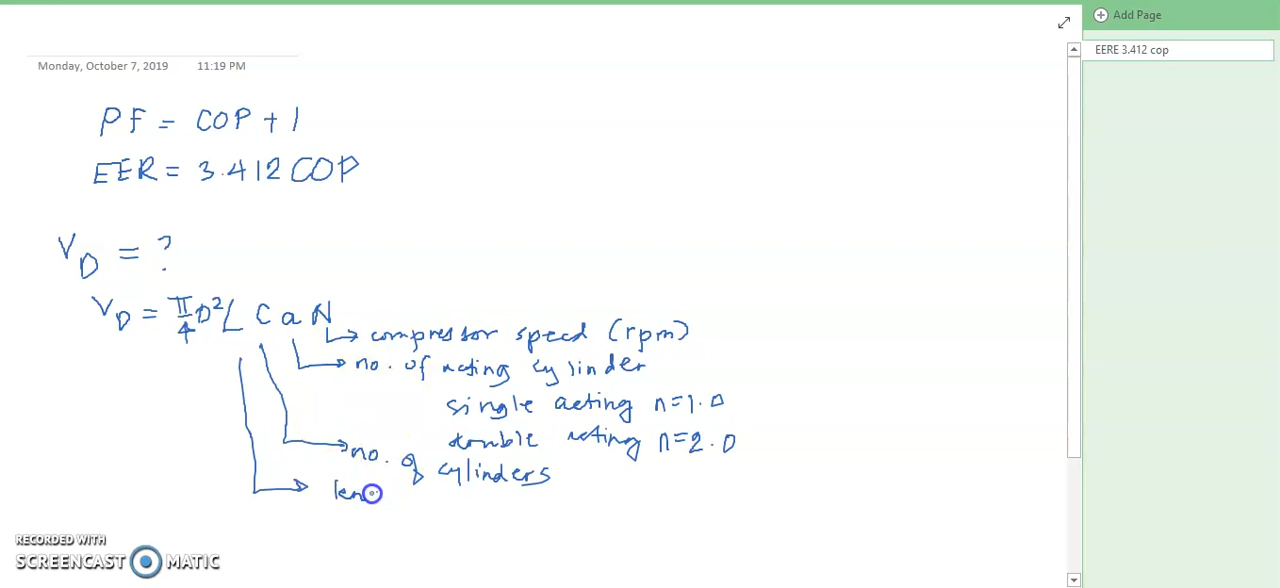 Add Page
EERE 3.412 cop
Monday, October 7, 2019 11:19 PM
PF = COP + 1
EER = 3.412 COP
V_D = ?
V_D = π/4 D²L C a N
compressor speed (rpm)
no. of acting cylinder
single acting n=1.0
double acting n=2.0
no. of cylinders
len
RECORDED WITH
SCREENCAST MATIC